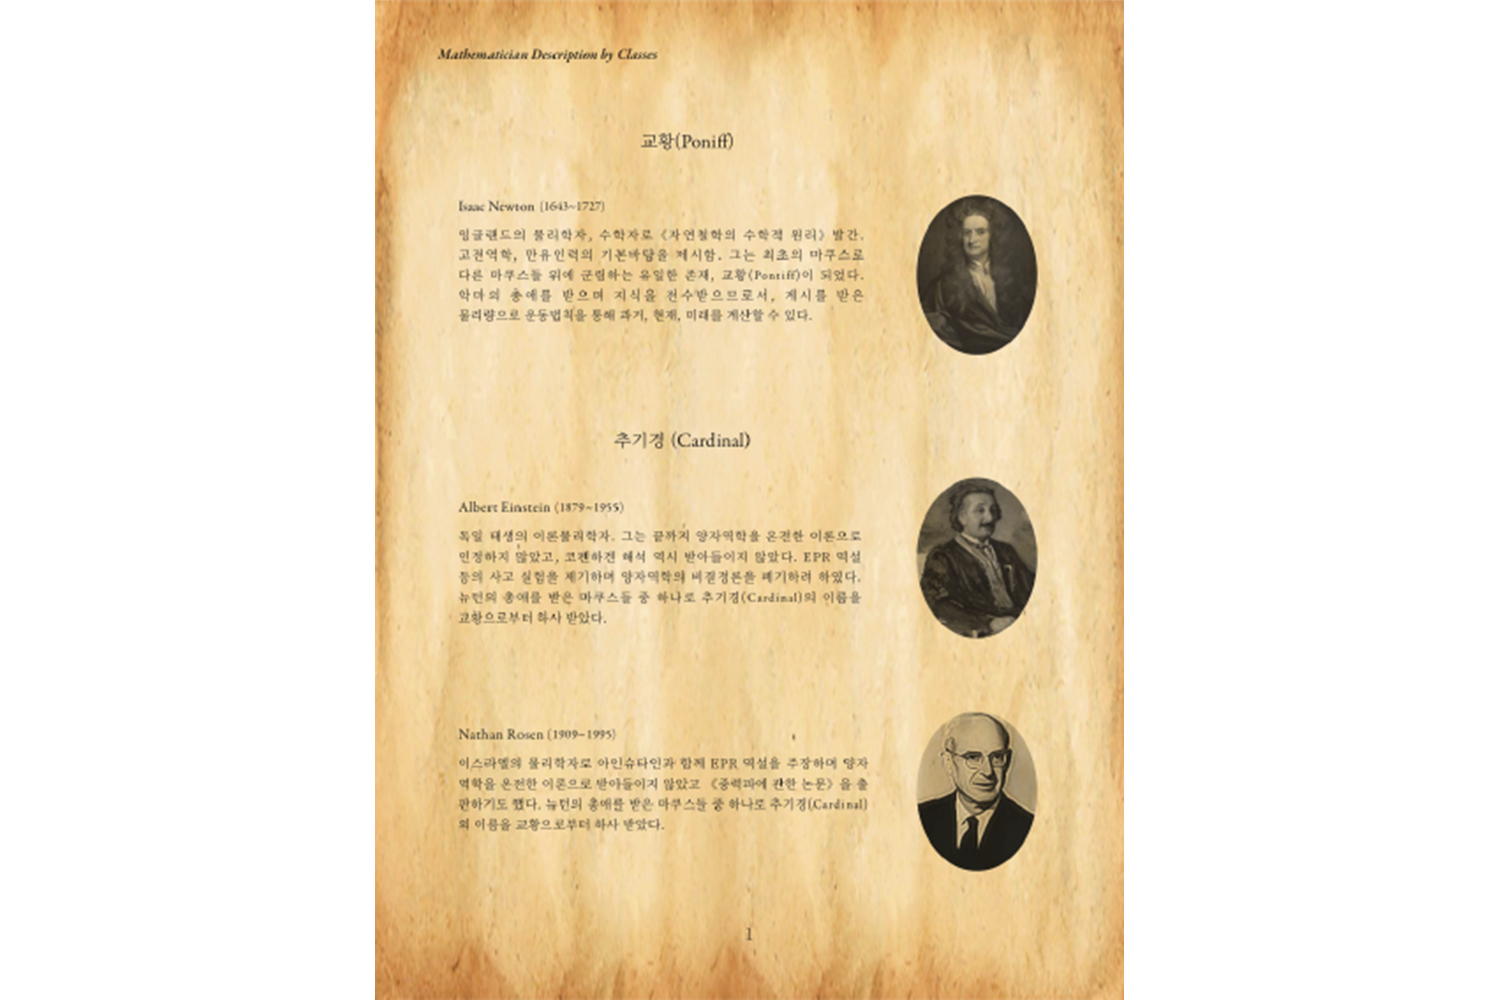 Mathematician Description by Classes
교황(Poniff)
Isaac Newton (1643~1727)
잉글랜드의 물리학자, 수학자로 《자연철학의 수학적 원리》 발간.
고전역학, 만유인력의 기본바탕을 제시함. 그는 최초의 마쿠스로
다른 마쿠스들 위에 군림하는 유일한 존재, 교황(Pontiff)이 되었다.
악마의 총애를 받으며 지식을 전수받으므로서, 계시를 받은
물리량으로 운동법칙을 통해 과거, 현재, 미래를 계산할 수 있다.
추기경 (Cardinal)
Albert Einstein (1879~1955)
독일 태생의 이론물리학자. 그는 끝까지 양자역학을 온전한 이론으로
인정하지 않았고, 코펜하겐 해석 역시 받아들이지 않았다. EPR 역설
등의 사고 실험을 제기하며 양자역학의 비결정론을 폐기하려 하였다.
뉴턴의 총애를 받은 마쿠스들 중 하나로 추기경(Cardinal)의 이름을
교황으로부터 하사 받았다.
Nathan Rosen (1909~1995)
이스라엘의 물리학자로 아인슈타인과 함께 EPR 역설을 주장하며 양자
역학을 온전한 이론으로 받아들이지 않았고 《중력파에 관한 논문》을 출
판하기도 했다. 뉴턴의 총애를 받은 마쿠스들 중 하나로 추기경(Cardinal)
의 이름을 교황으로부터 하사 받았다.
1